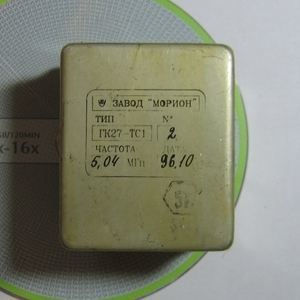 ЗАВОД "МОРИОН"
ТИП №
ГК27-ТС1 2
ЧАСТОТА ДАТА
5,04 МГц 96,10
-16x